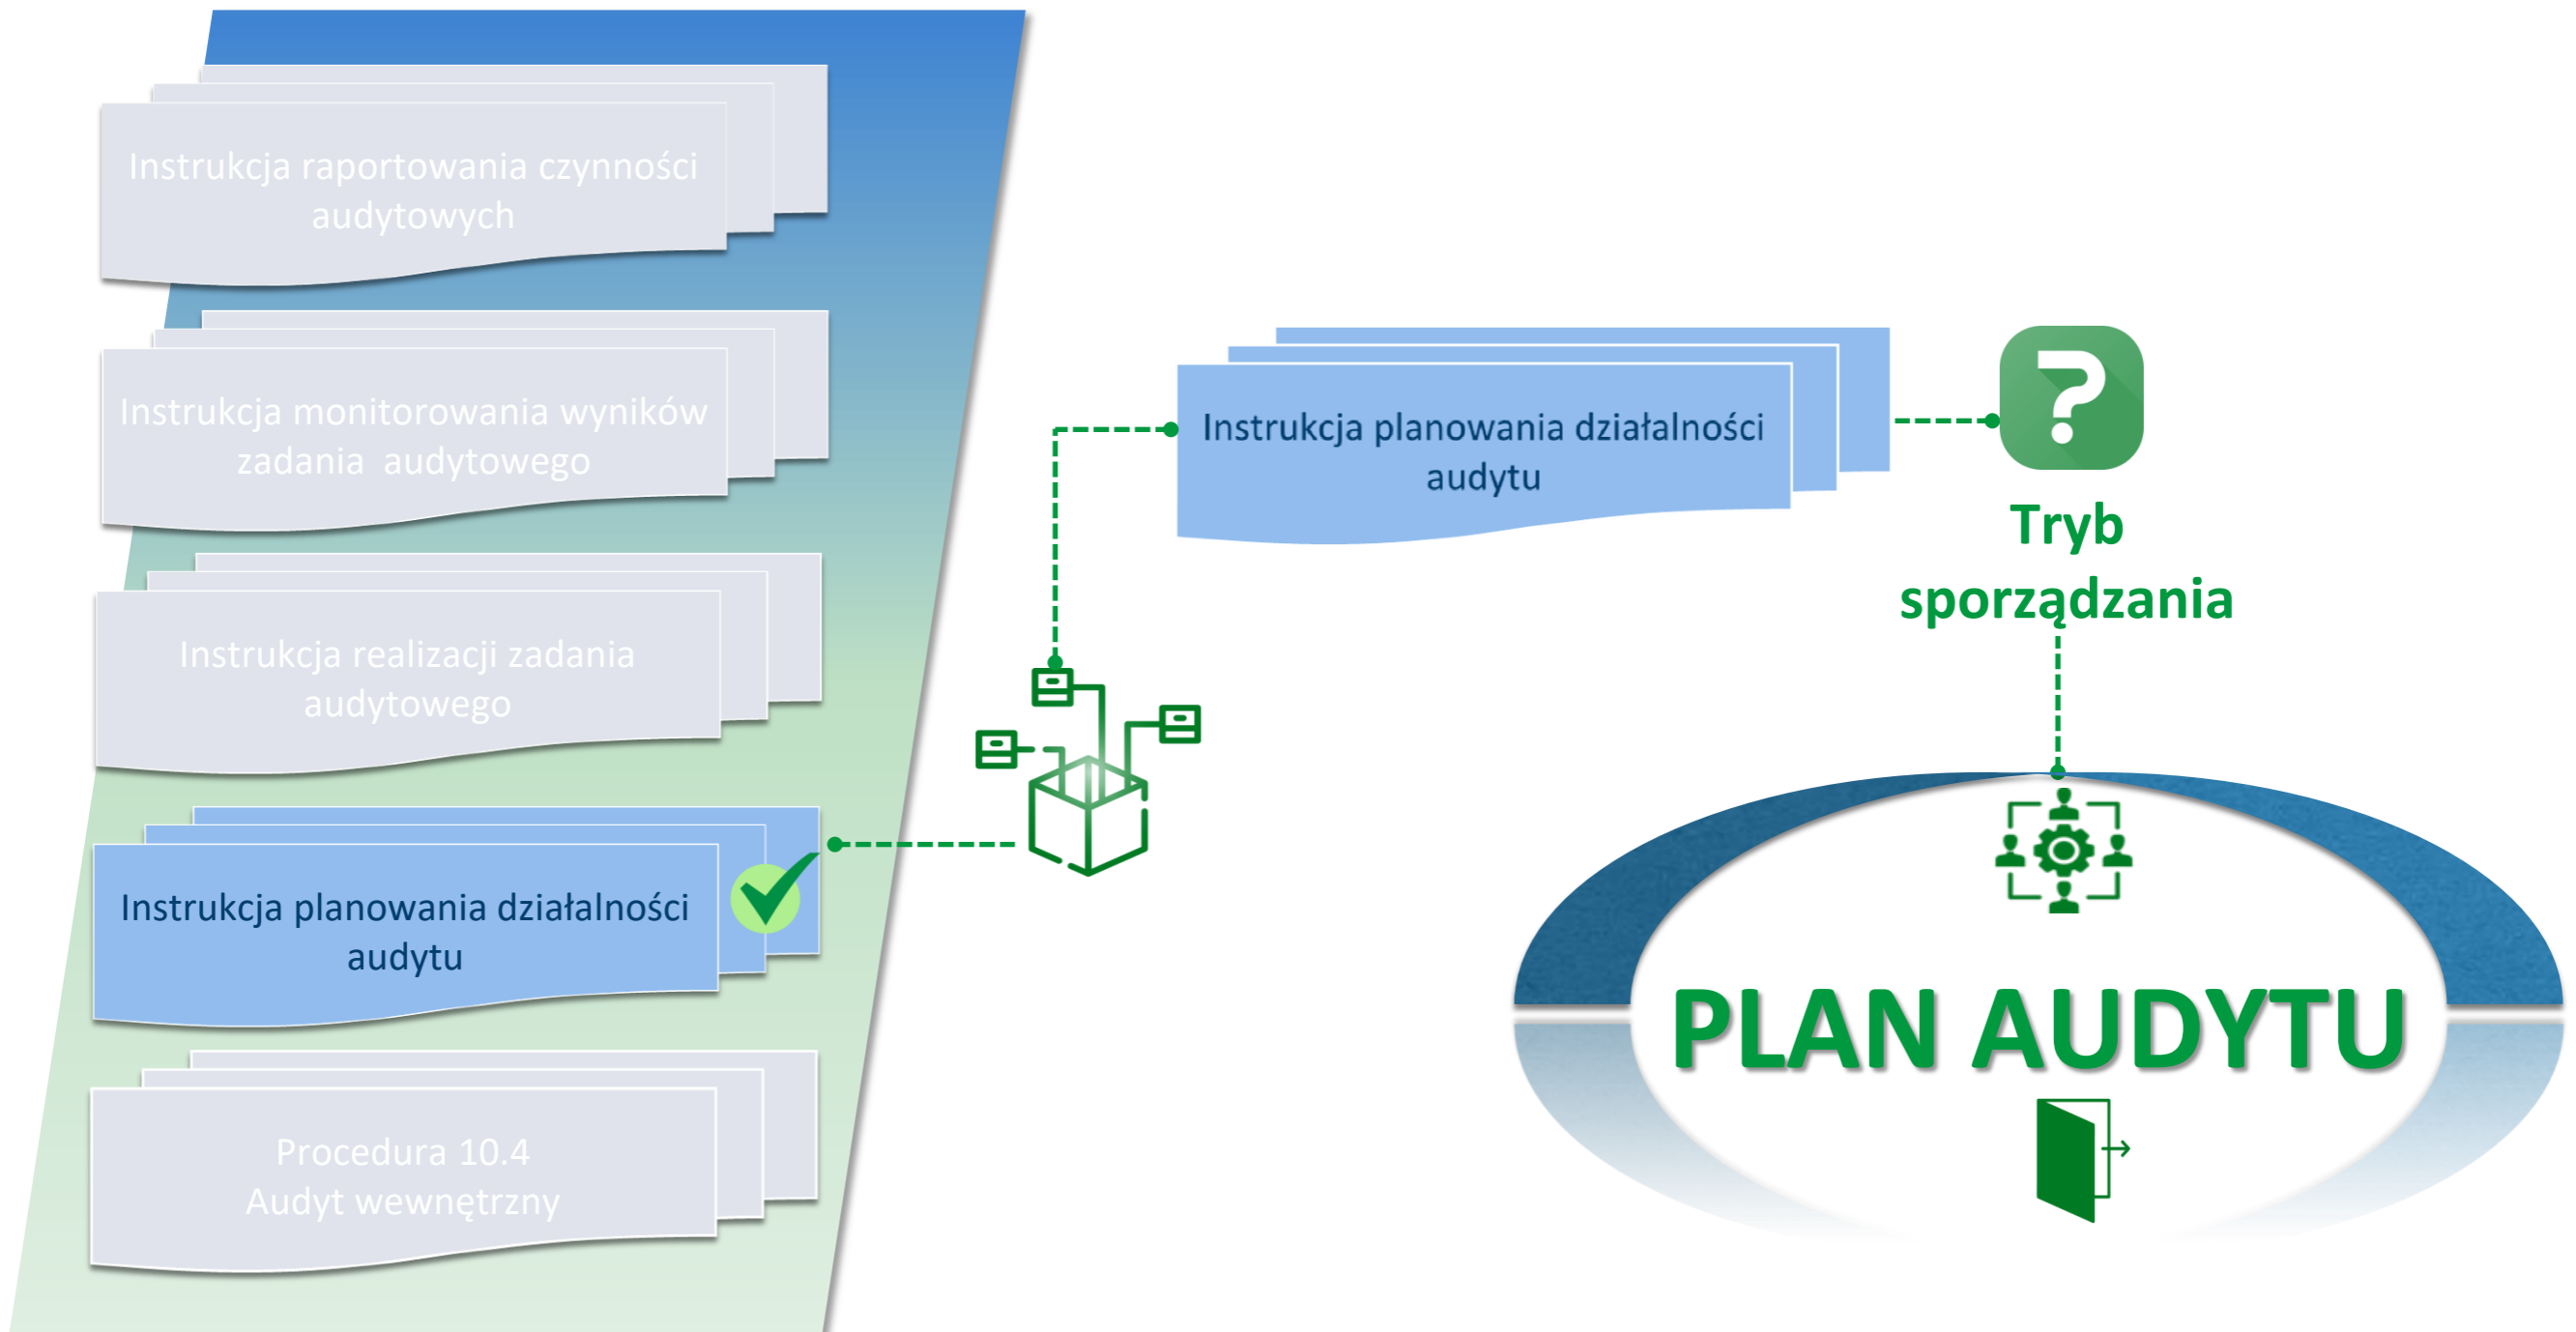 Instrukcja raportowania czynności
audytowych
Instrukcja monitorowania wyników
zadania audytowego
Instrukcja realizacji zadania
audytowego
Instrukcja planowania działalności
audytu
Procedura 10.4
Audyt wewnętrzny
Instrukcja planowania działalności
audytu
Tryb
sporządzania
PLAN AUDYTU